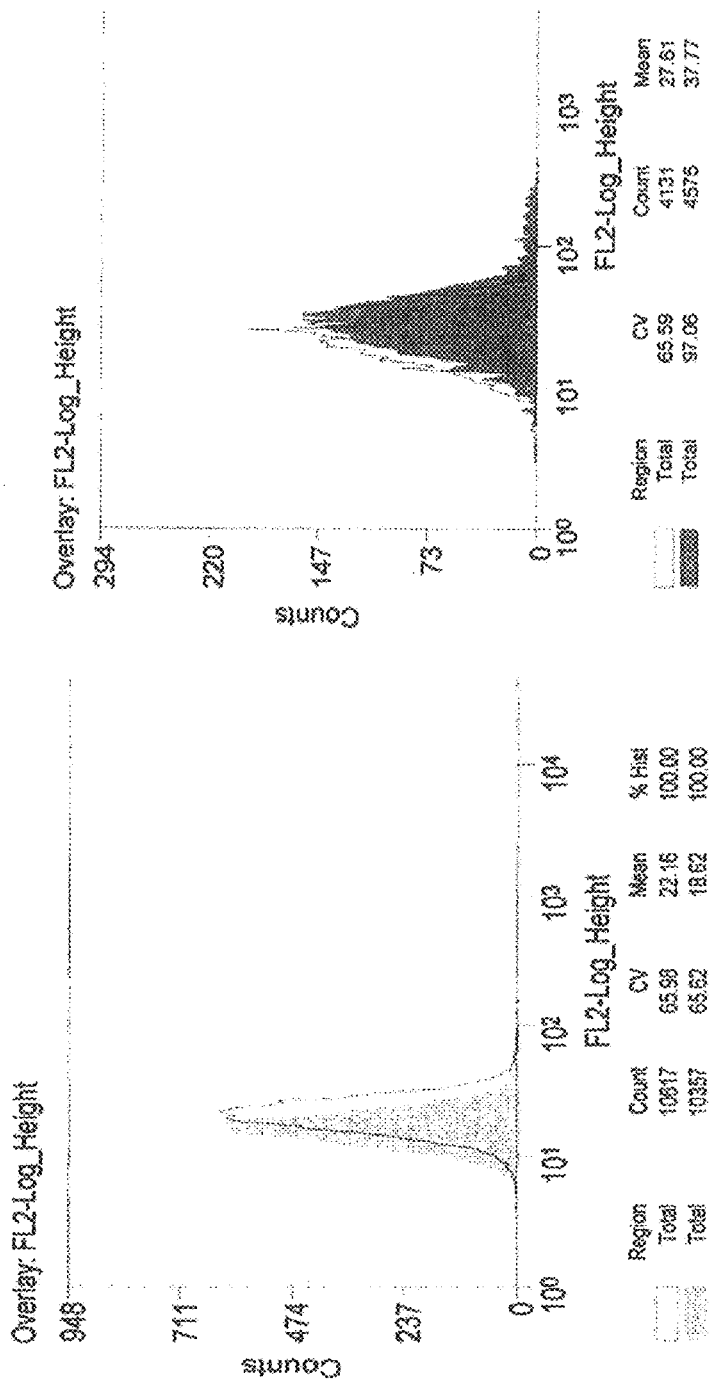 Overlay: FL2-Log_Height
948
711
474
237
0
Counts
10⁰ 10¹ 10² 10³ 10⁴
FL2-Log_Height
Region Count CV Mean % Hist
Total 10617 65.98 22.16 100.00
Total 10357 65.62 18.62 100.00
Overlay: FL2-Log_Height
294
220
147
73
0
Counts
10⁰ 10¹ 10² 10³
FL2-Log_Height
Region CV Count Mean
Total 65.59 4131 27.61
Total 97.06 4575 37.77